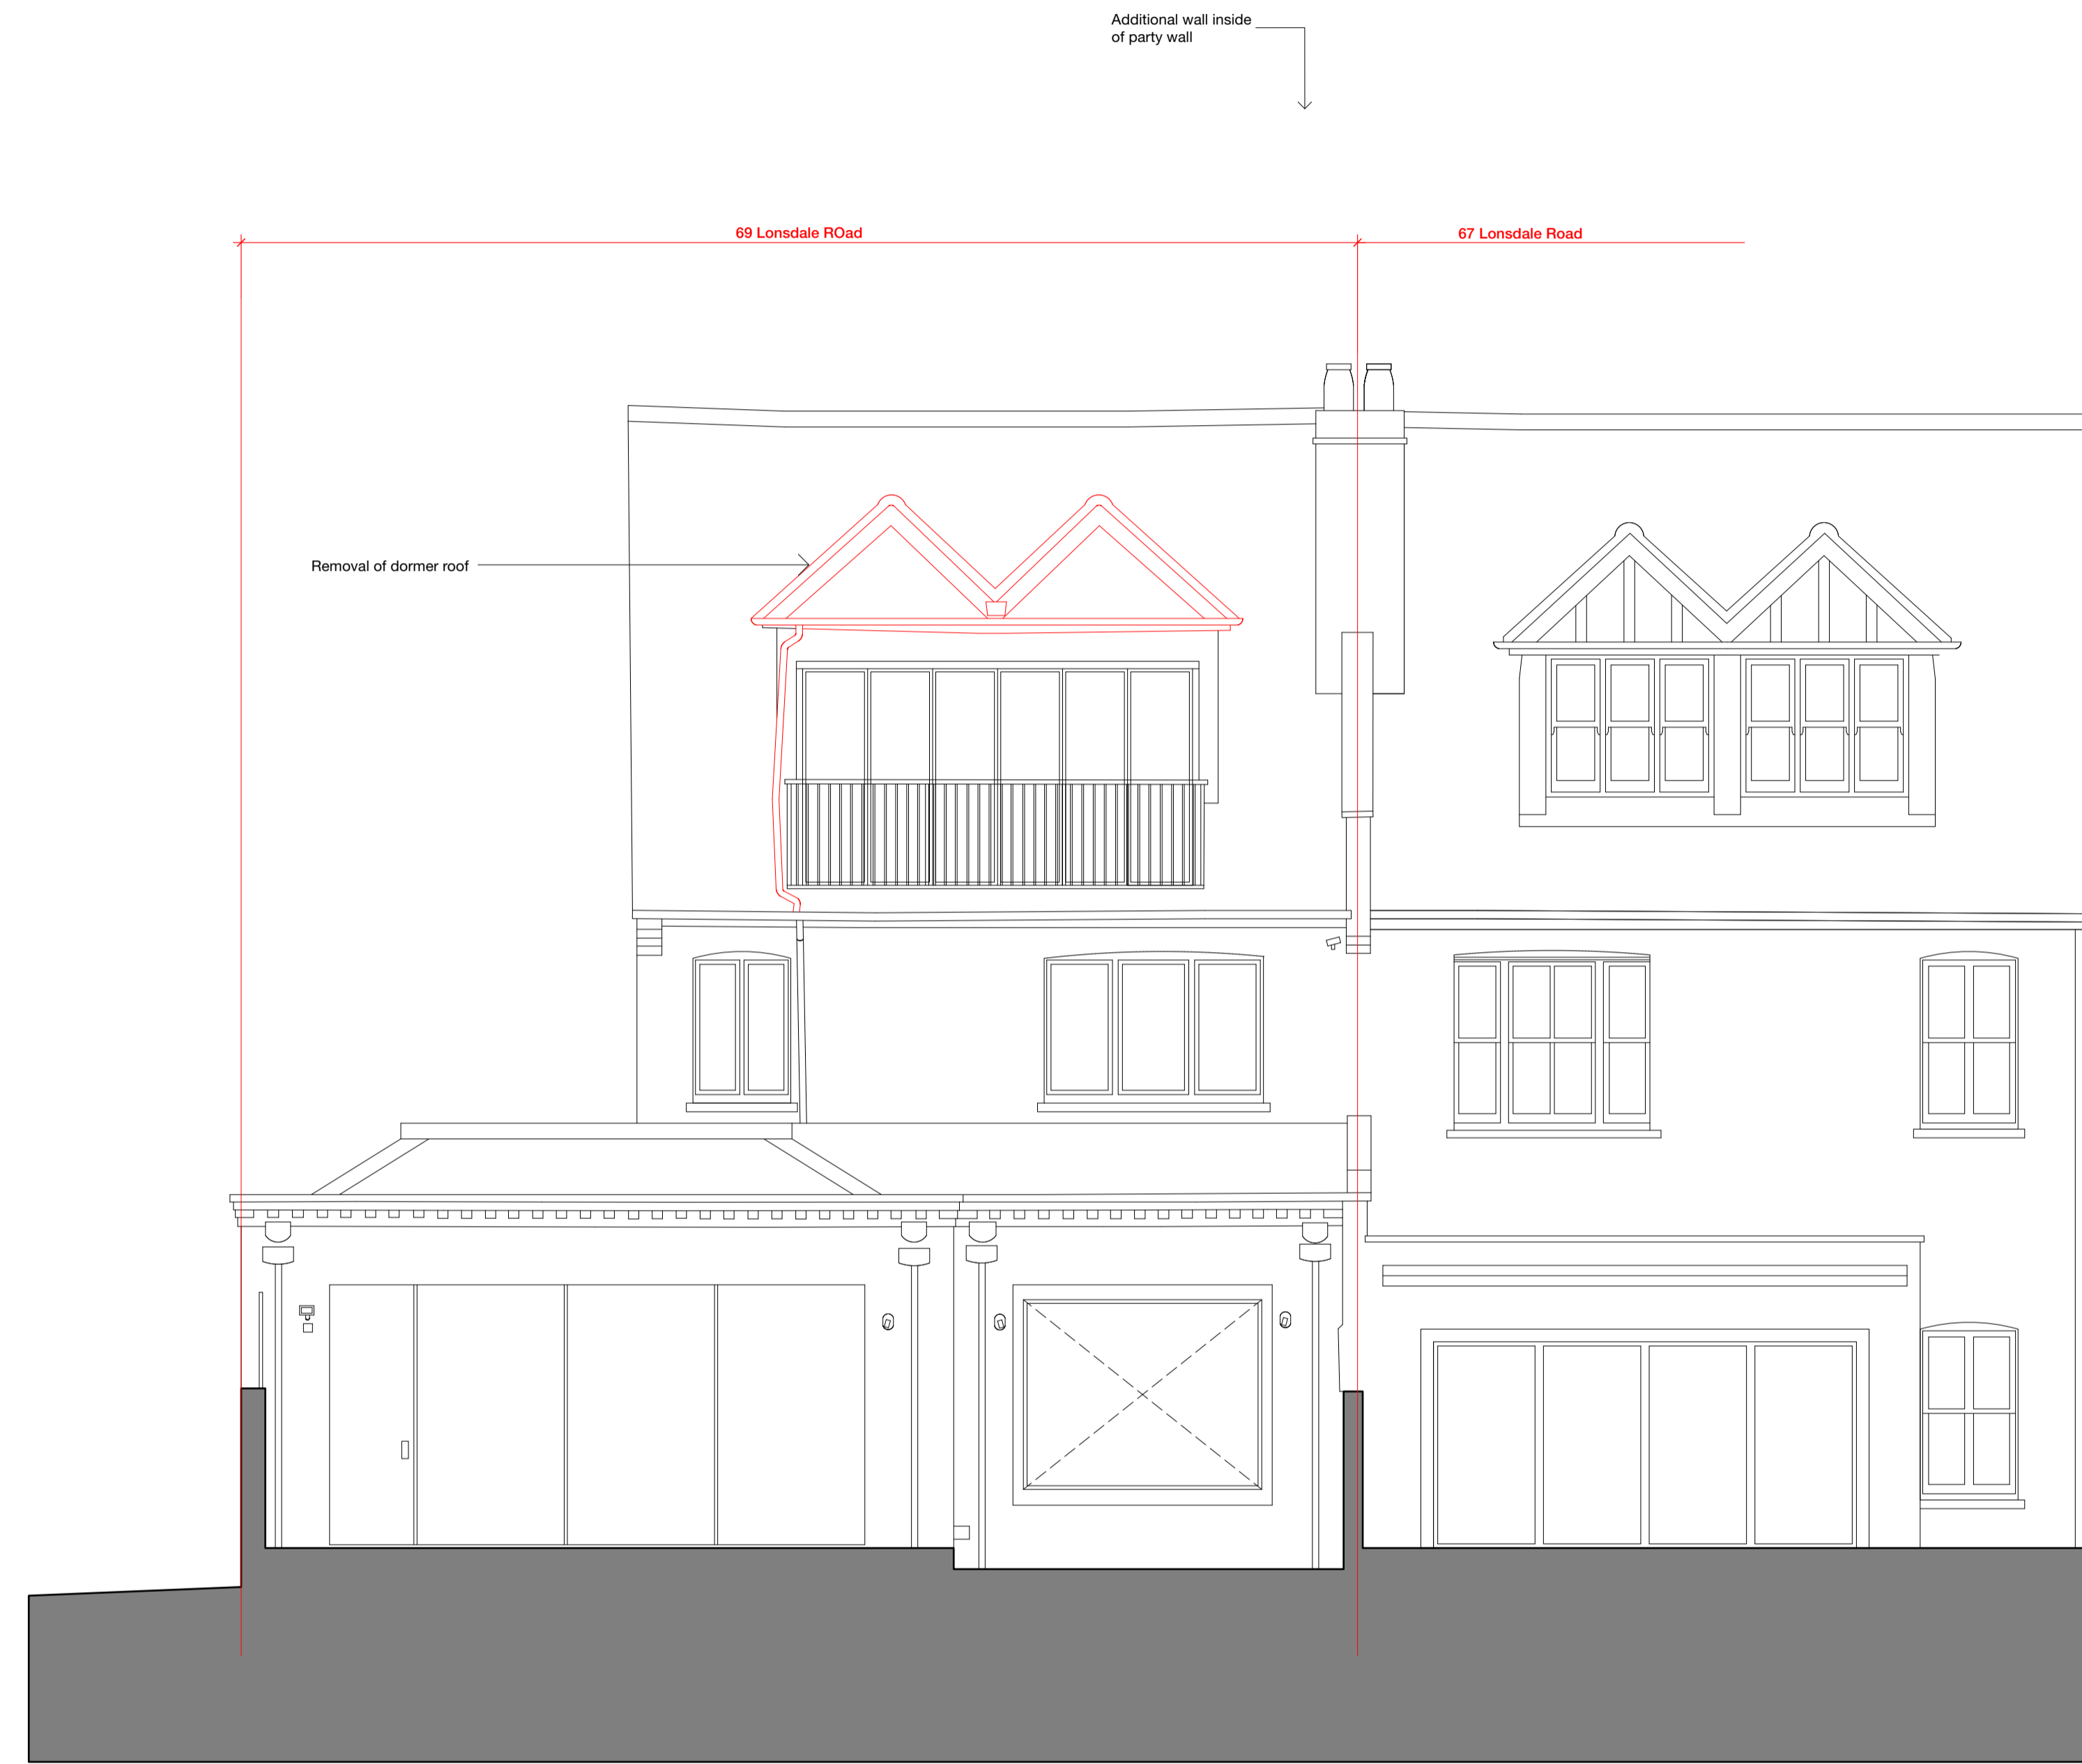 Additional wall inside
of party wall
69 Lonsdale ROad
67 Lonsdale Road
Removal of dormer roof